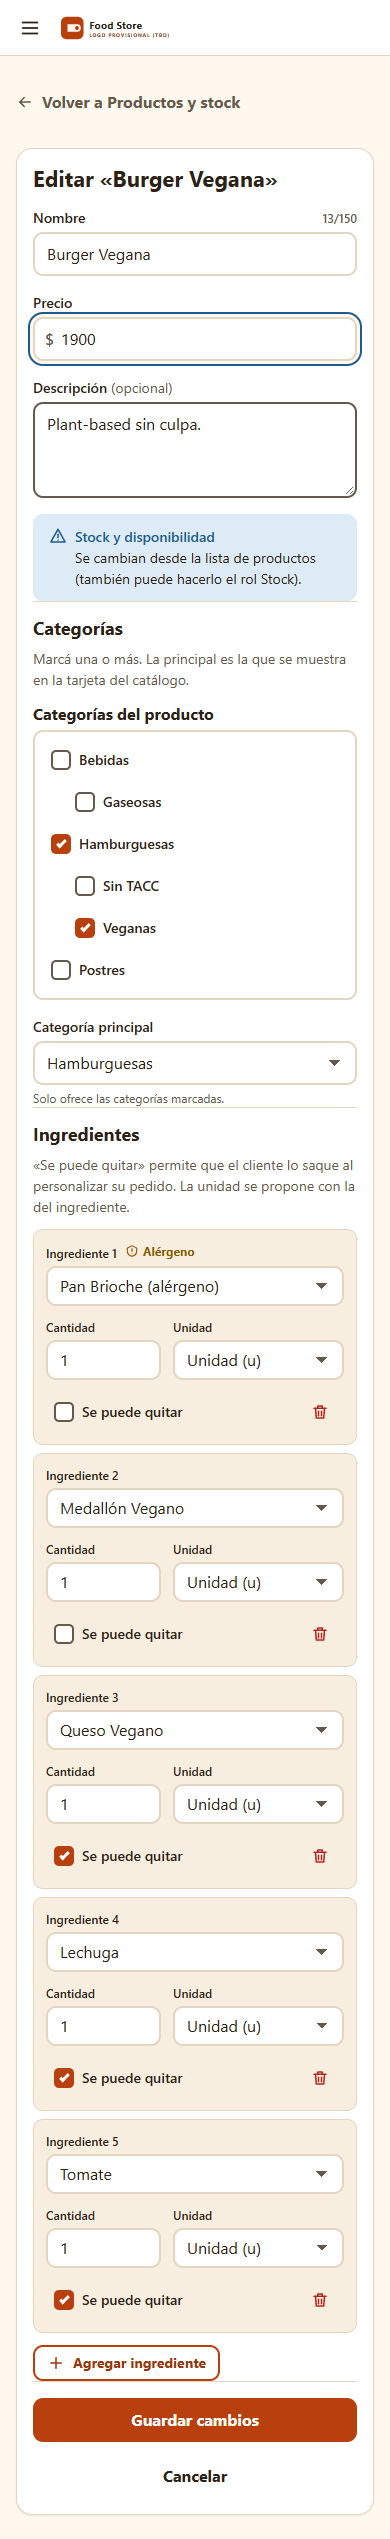 Food Store
LOGO PROVISIONAL (TBD)
← Volver a Productos y stock
Editar «Burger Vegana»
Nombre 13/150
Burger Vegana
Precio
$ 1900
Descripción (opcional)
Plant-based sin culpa.
Stock y disponibilidad
Se cambian desde la lista de productos
(también puede hacerlo el rol Stock).
Categorías
Marcá una o más. La principal es la que se muestra
en la tarjeta del catálogo.
Categorías del producto
Bebidas
Gaseosas
Hamburguesas
Sin TACC
Veganas
Postres
Categoría principal
Hamburguesas
Solo ofrece las categorías marcadas.
Ingredientes
«Se puede quitar» permite que el cliente lo saque al
personalizar su pedido. La unidad se propone con la
del ingrediente.
Ingrediente 1 Alérgeno
Pan Brioche (alérgeno)
Cantidad Unidad
1 Unidad (u)
Se puede quitar
Ingrediente 2
Medallón Vegano
Cantidad Unidad
1 Unidad (u)
Se puede quitar
Ingrediente 3
Queso Vegano
Cantidad Unidad
1 Unidad (u)
Se puede quitar
Ingrediente 4
Lechuga
Cantidad Unidad
1 Unidad (u)
Se puede quitar
Ingrediente 5
Tomate
Cantidad Unidad
1 Unidad (u)
Se puede quitar
+ Agregar ingrediente
Guardar cambios
Cancelar